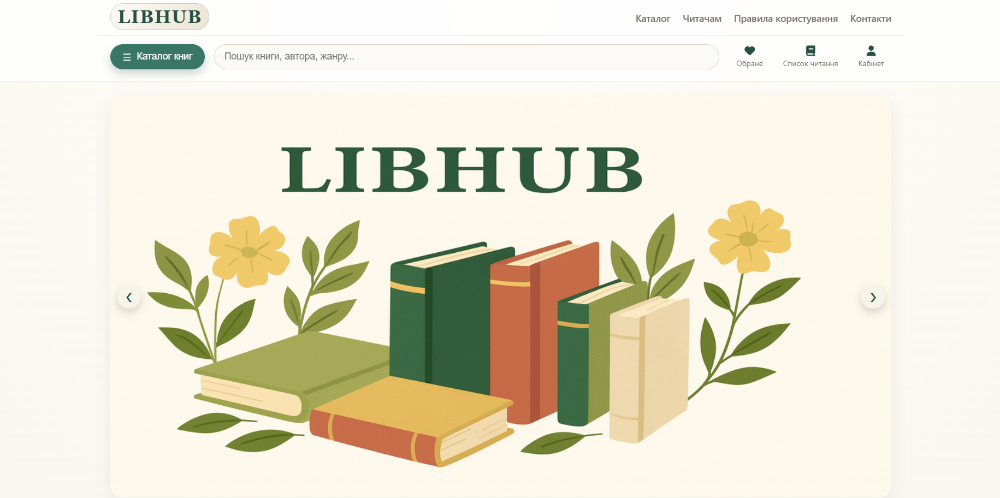 LIBHUB
Каталог Читачам Правила користування Контакти
☰ Каталог книг
Пошук книги, автора, жанру...
Обране Список читання Кабінет
LIBHUB